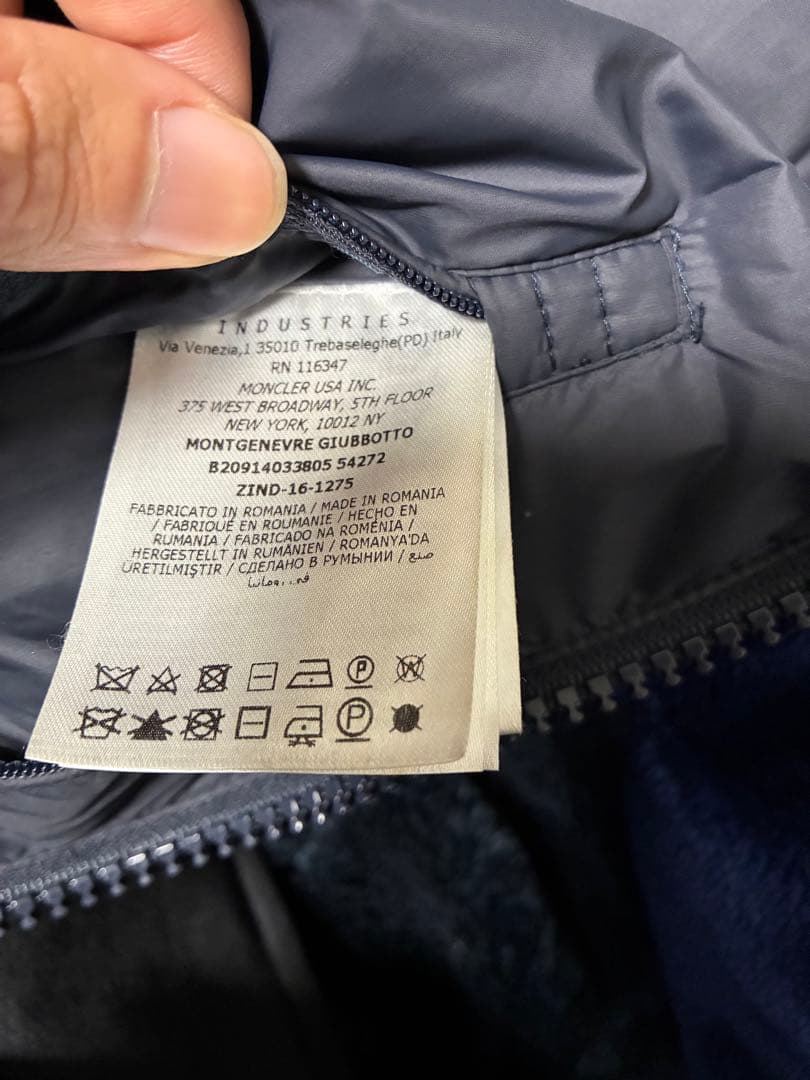 INDUSTRIES
Via Venezia,1 35010 Trebaseleghe(PD) Italy
RN 116347
MONCLER USA INC.
375 WEST BROADWAY, 5TH FLOOR
NEW YORK, 10012 NY
MONTGENEVRE GIUBBOTTO
B20914033805 54272
ZIND-16-1275
FABBRICATO IN ROMANIA / MADE IN ROMANIA
/ FABRIQUÉ EN ROUMANIE / HECHO EN
RUMANIA / FABRICADO NA ROMÉNIA /
HERGESTELLT IN RUMÄNIEN / ROMANYA'DA
ÜRETILMIŞTIR / СДЕЛАНО В РУМЫНИИ / صنع
في رومانيا
P W
P